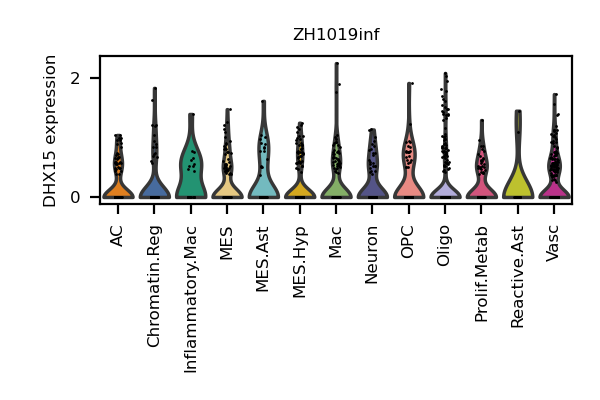 ZH1019inf
DHX15 expression
2
0
AC
Chromatin.Reg
Inflammatory.Mac
MES
MES.Ast
MES.Hyp
Mac
Neuron
OPC
Oligo
Prolif.Metab
Reactive.Ast
Vasc